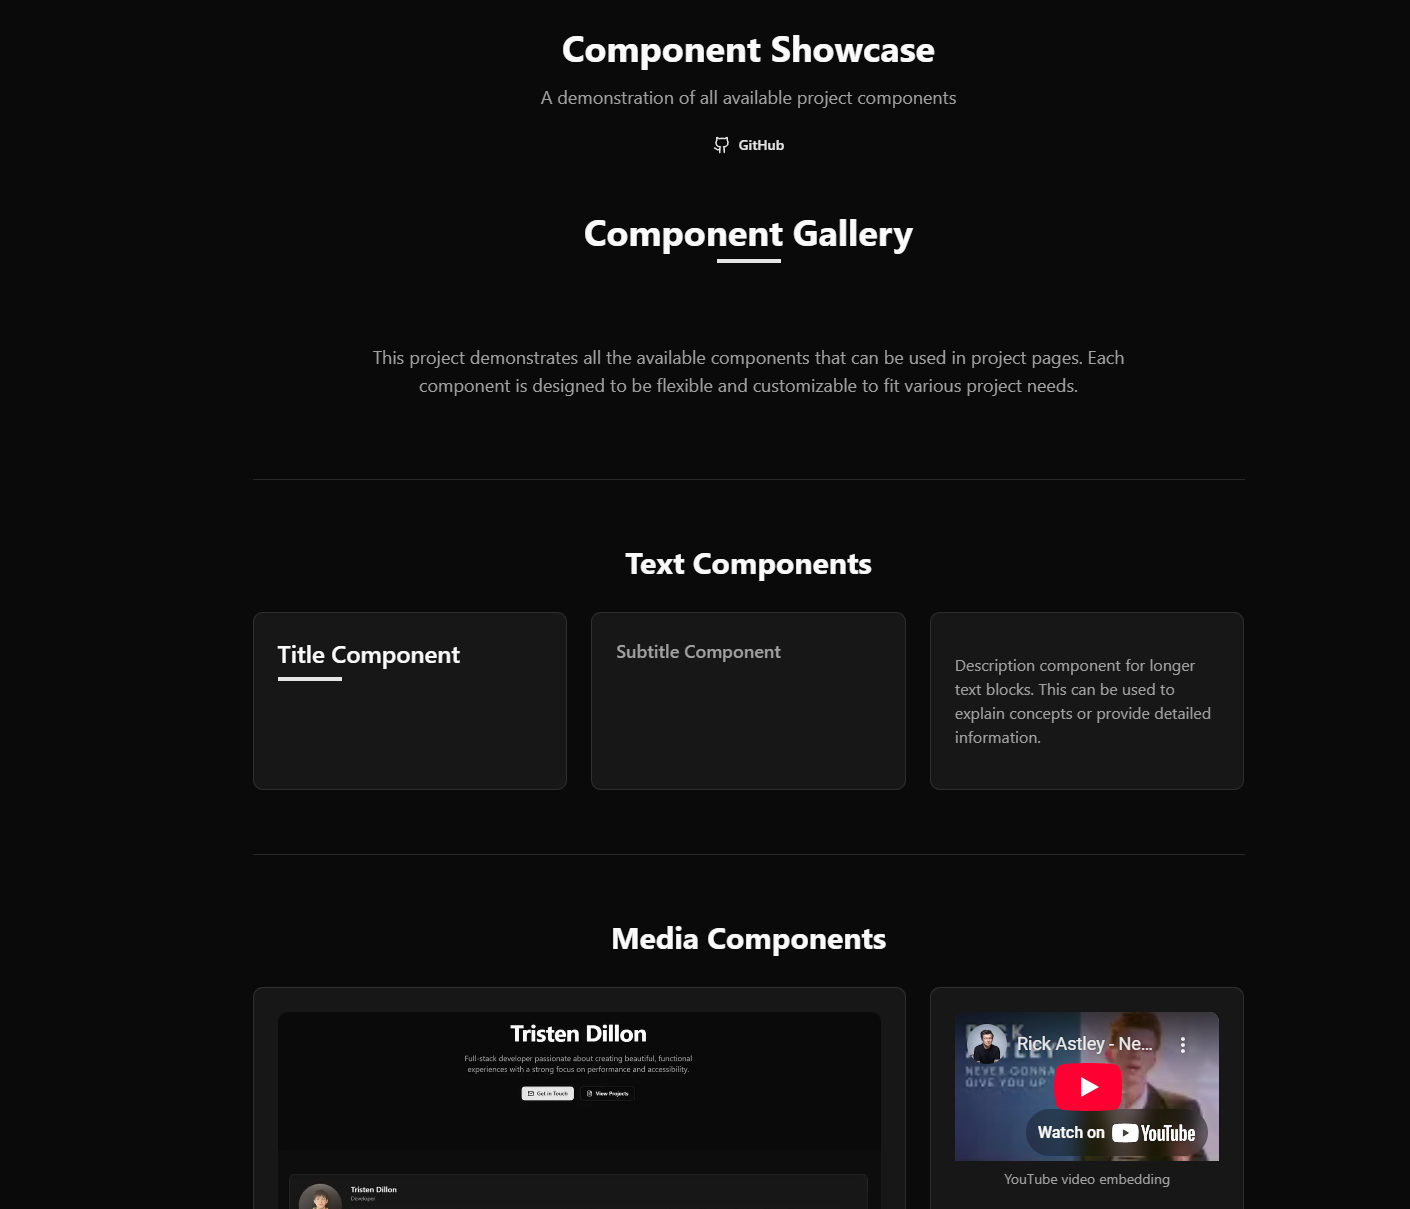 Component Showcase
A demonstration of all available project components
GitHub
Component Gallery
This project demonstrates all the available components that can be used in project pages. Each
component is designed to be flexible and customizable to fit various project needs.
Text Components
Title Component
Subtitle Component
Description component for longer
text blocks. This can be used to
explain concepts or provide detailed
information.
Media Components
Tristen Dillon
Full-stack developer passionate about creating beautiful, functional
experiences with a strong focus on performance and accessibility.
Get in Touch
View Projects
Tristen Dillon
Developer
Rick Astley - Ne...
NEVER GONNA
GIVE YOU UP
Watch on YouTube
YouTube video embedding